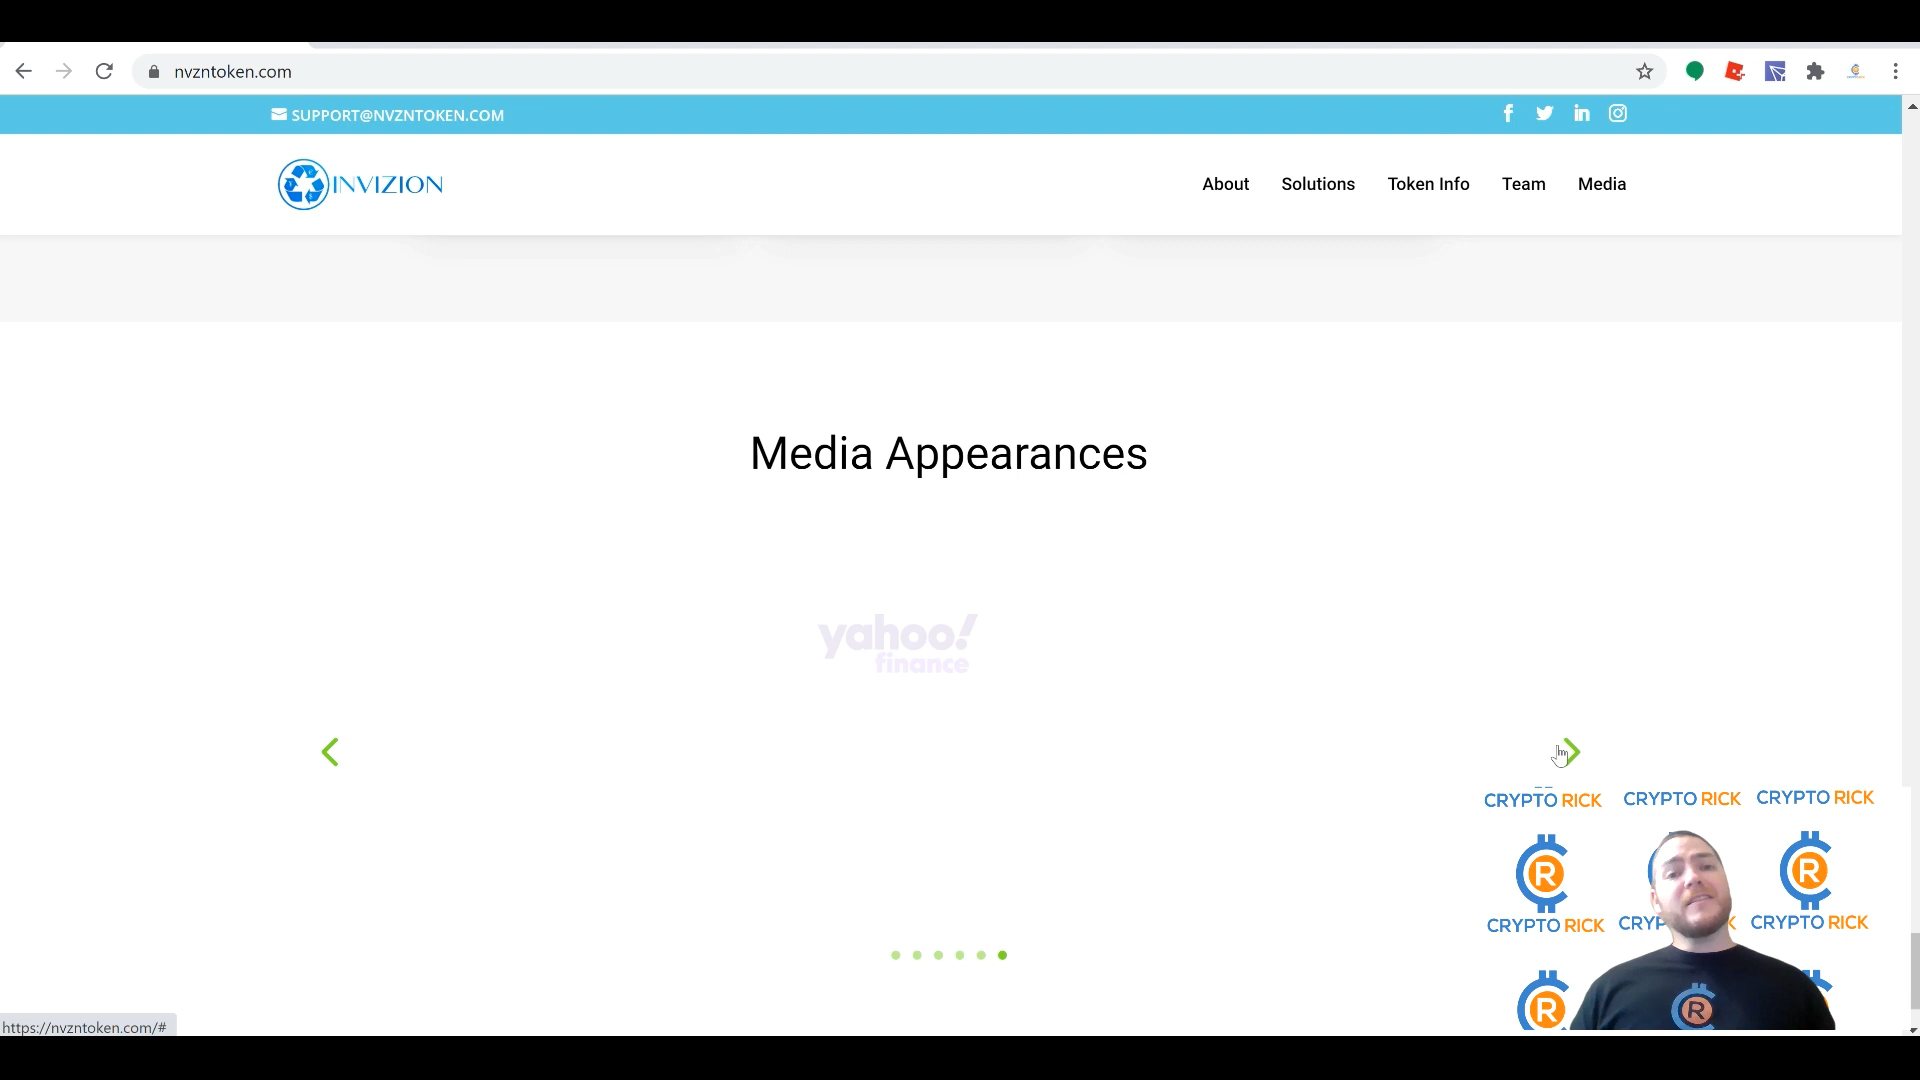 nvzntoken.com
SUPPORT@NVZNTOKEN.COM
INVIZION
About Solutions Token Info Team Media
Media Appearances
yahoo!
finance
CRYPTO RICK CRYPTO RICK CRYPTO RICK
R R
CRYPTO RICK CRYP K CRYPTO RICK
R R
https://nvzntoken.com/#